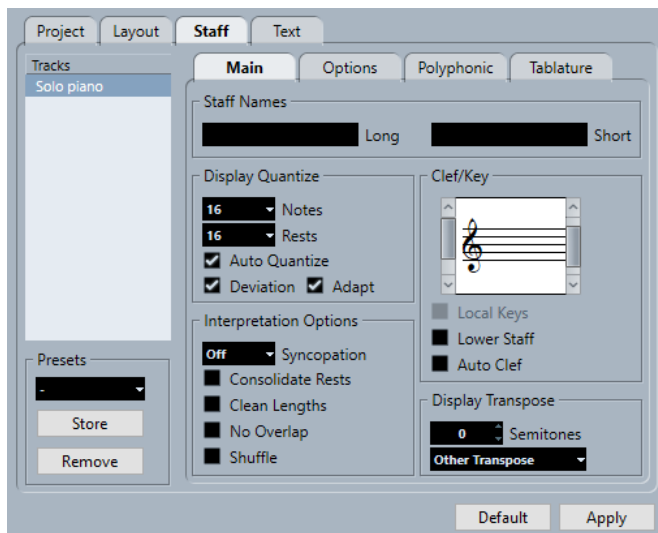 Project Layout Staff Text
Tracks
Solo piano
Main Options Polyphonic Tablature
Staff Names
Long Short
Display Quantize
16 Notes
16 Rests
Auto Quantize
Deviation Adapt
Interpretation Options
Off Syncopation
Consolidate Rests
Clean Lengths
No Overlap
Shuffle
Clef/Key
Local Keys
Lower Staff
Auto Clef
Display Transpose
0 Semitones
Other Transpose
Presets
-
Store
Remove
Default Apply